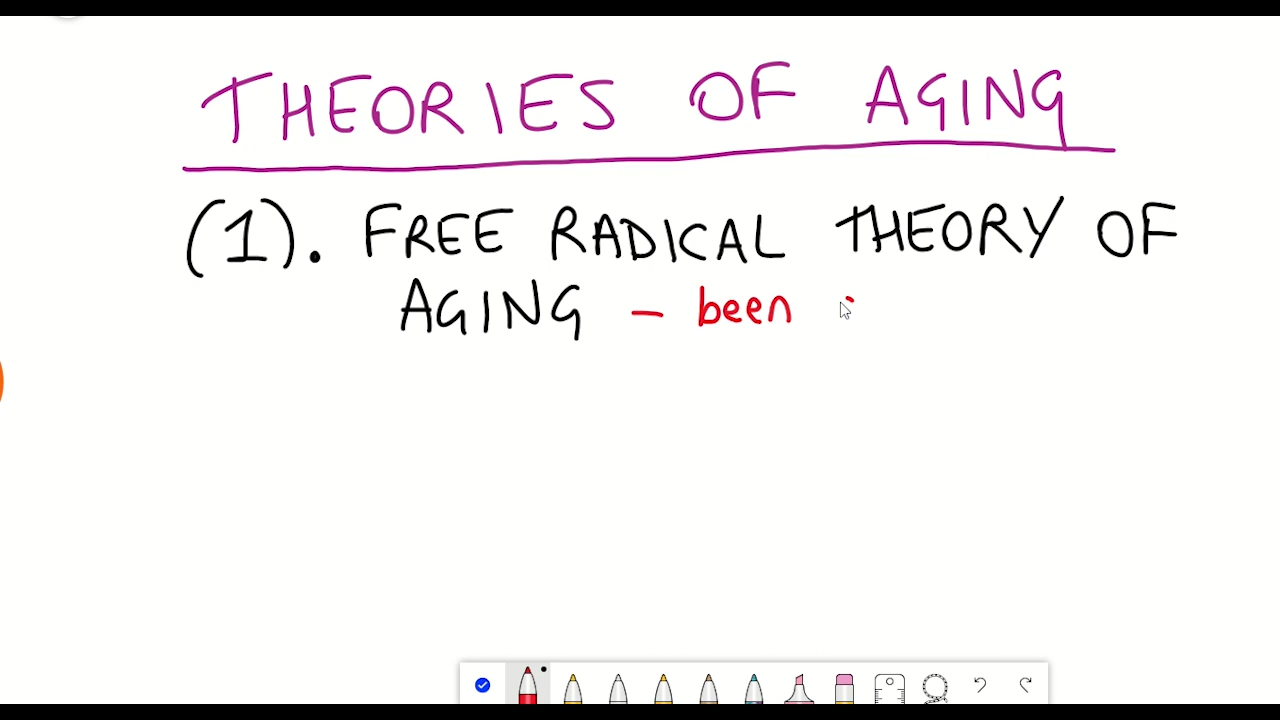 THEORIES OF AGING
(1). FREE RADICAL THEORY OF
AGING – been